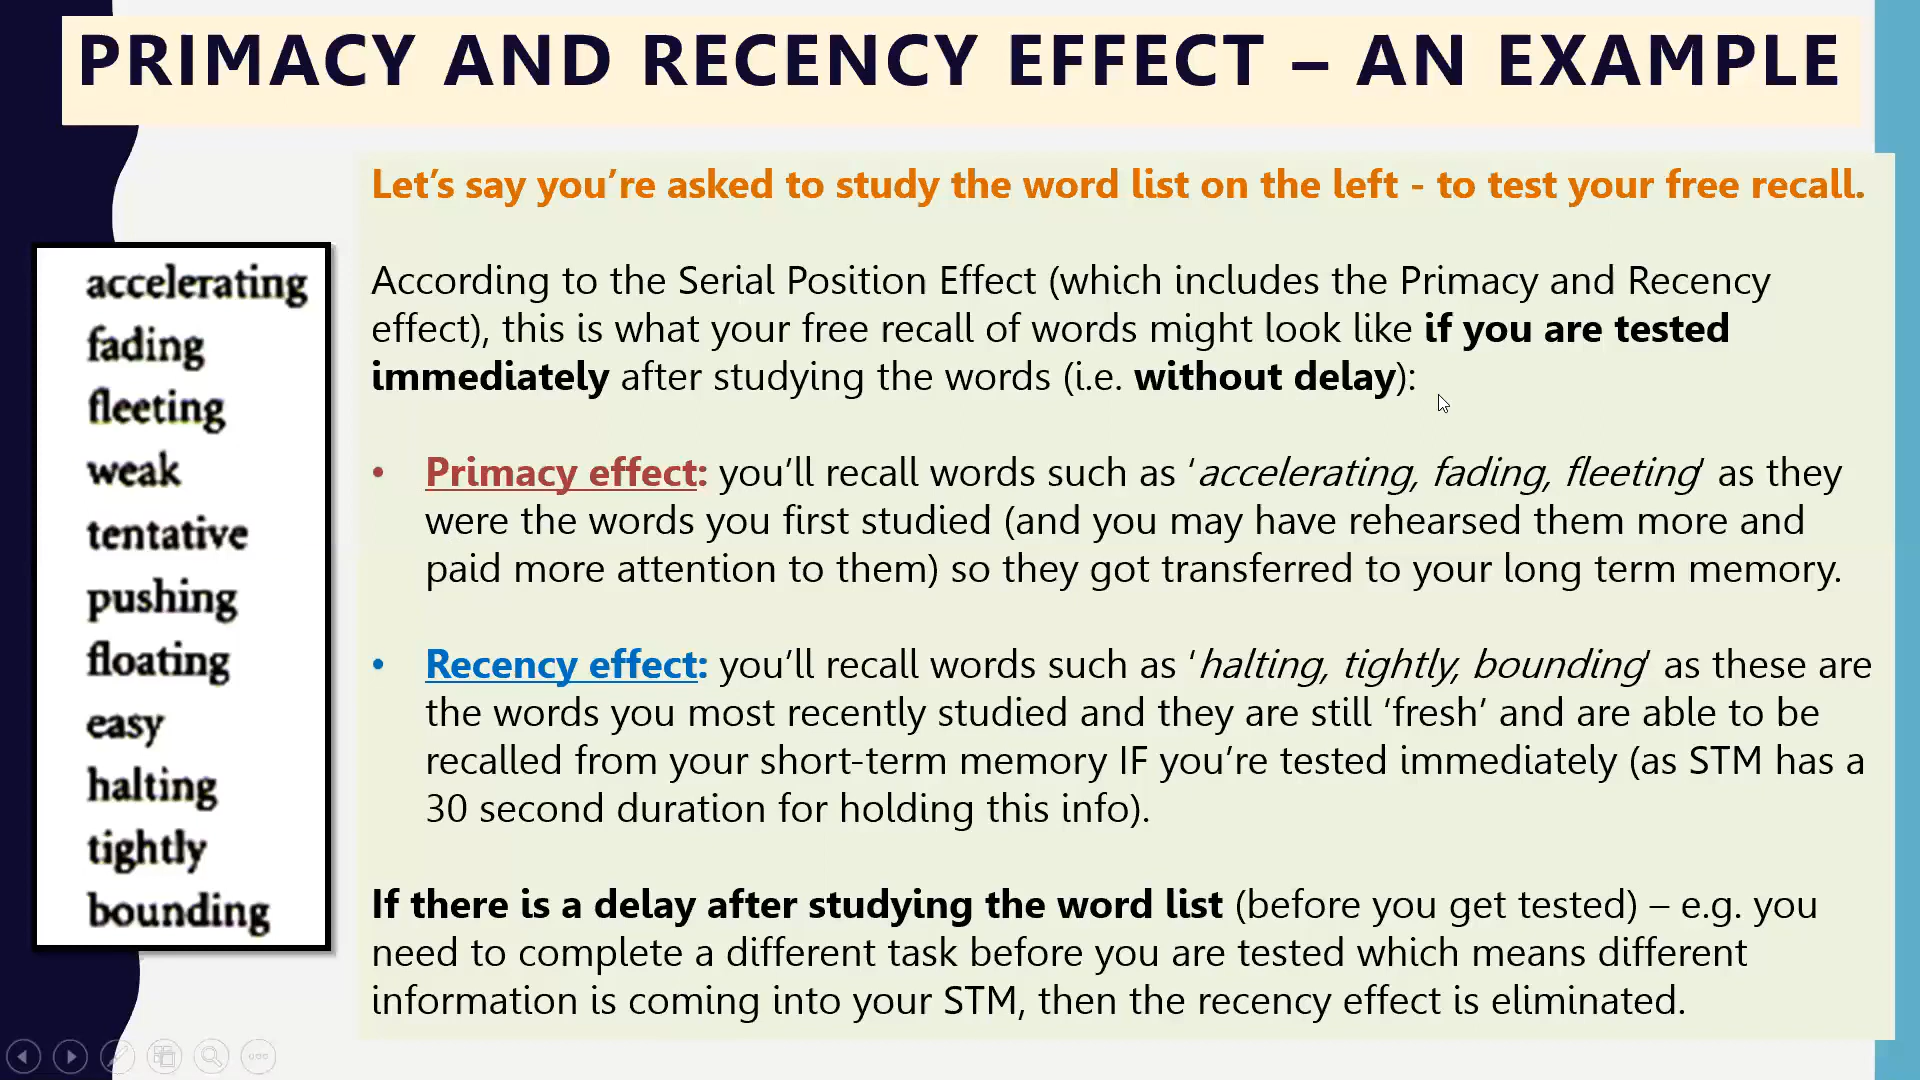 PRIMACY AND RECENCY EFFECT – AN EXAMPLE
Let’s say you’re asked to study the word list on the left - to test your free recall.
accelerating
fading
fleeting
weak
tentative
pushing
floating
easy
halting
tightly
bounding
According to the Serial Position Effect (which includes the Primacy and Recency
effect), this is what your free recall of words might look like if you are tested
immediately after studying the words (i.e. without delay):
• Primacy effect: you’ll recall words such as ‘accelerating, fading, fleeting’ as they
were the words you first studied (and you may have rehearsed them more and
paid more attention to them) so they got transferred to your long term memory.
• Recency effect: you’ll recall words such as ‘halting, tightly, bounding’ as these are
the words you most recently studied and they are still ‘fresh’ and are able to be
recalled from your short-term memory IF you’re tested immediately (as STM has a
30 second duration for holding this info).
If there is a delay after studying the word list (before you get tested) – e.g. you
need to complete a different task before you are tested which means different
information is coming into your STM, then the recency effect is eliminated.